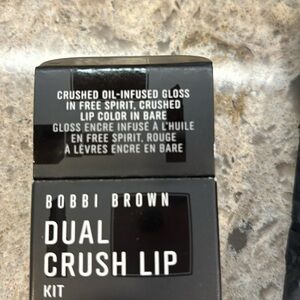 CRUSHED OIL-INFUSED GLOSS
IN FREE SPIRIT, CRUSHED
LIP COLOR IN BARE
GLOSS ENCRE INFUSÉ À L'HUILE
EN FREE SPIRIT, ROUGE
À LÈVRES ENCRE EN BARE
BOBBI BROWN
DUAL
CRUSH LIP
KIT